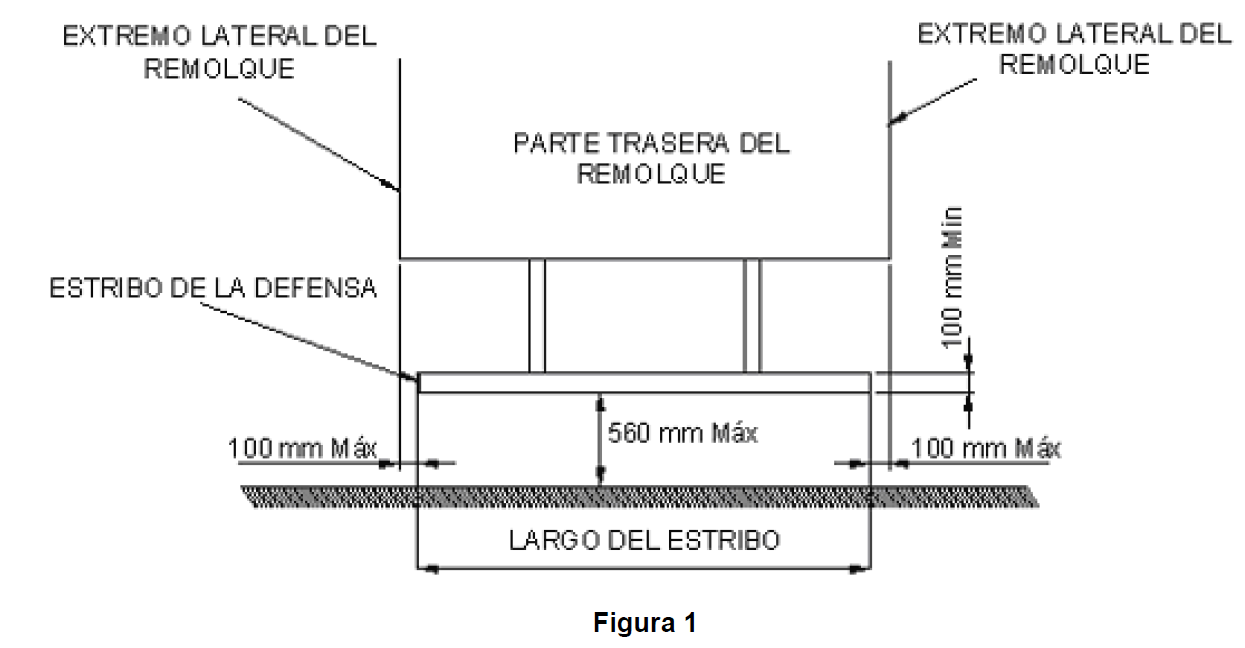 EXTREMO LATERAL DEL
REMOLQUE
EXTREMO LATERAL DEL
REMOLQUE
PARTE TRASERA DEL
REMOLQUE
ESTRIBO DE LA DEFENSA
100 mm Mín
560 mm Máx
100 mm Máx
100 mm Máx
LARGO DEL ESTRIBO
Figura 1